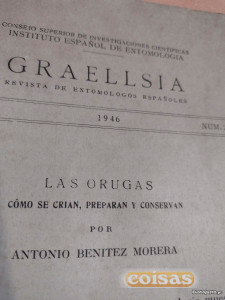 CONSEJO SUPERIOR DE INVESTIGACIONES CIENTIFICAS
INSTITUTO ESPAÑOL DE ENTOMOLOGIA
GRAELLSIA
REVISTA DE ENTOMOLOGOS ESPAÑOLES
1946
NUM.
LAS ORUGAS
CÓMO SE CRIAN, PREPARAN Y CONSERVAN
POR
ANTONIO BENITEZ MORERA
coisas